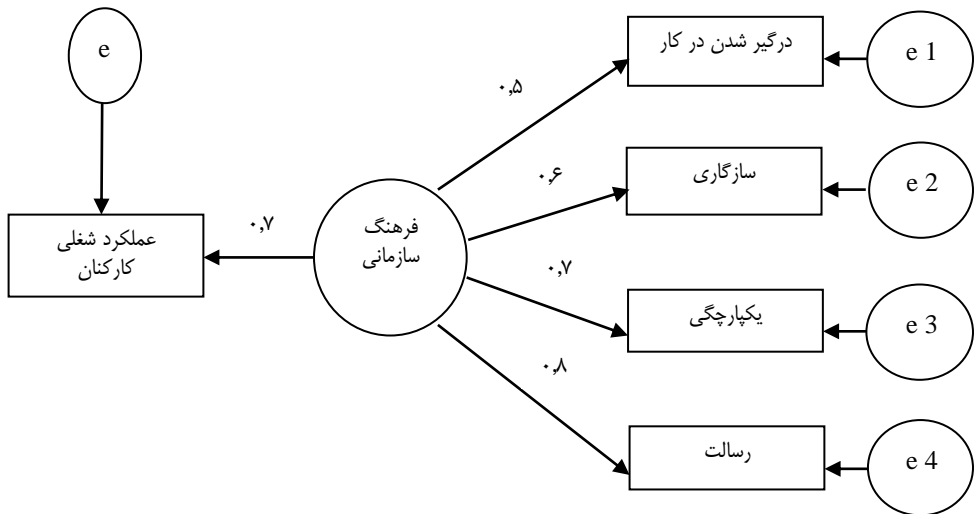 e
درگیر شدن در کار
e 1
۰,۵
سازگاری
e 2
۰,۶
عملکرد شغلی
کارکنان
۰,۷
فرهنگ
سازمانی
۰,۷
یکپارچگی
e 3
۰,۸
رسالت
e 4